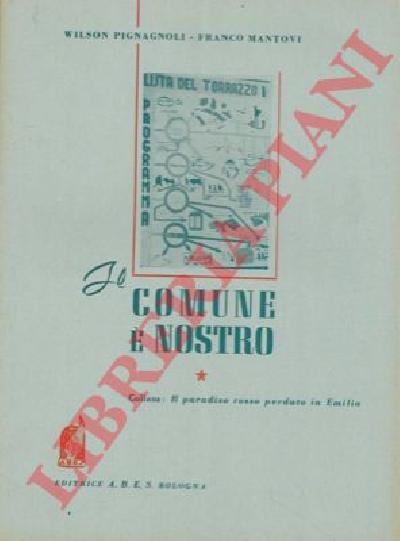 WILSON PIGNAGNOLI - FRANCO MANTOVI
LISTA DEL TORRAZZO
PROGRAMMA
Il
COMUNE
È NOSTRO
Collana: Il paradiso rosso perduto in Emilia
A.B.E.S.
EDITRICE A. B. E. S. BOLOGNA
LIBRERIA PIANI